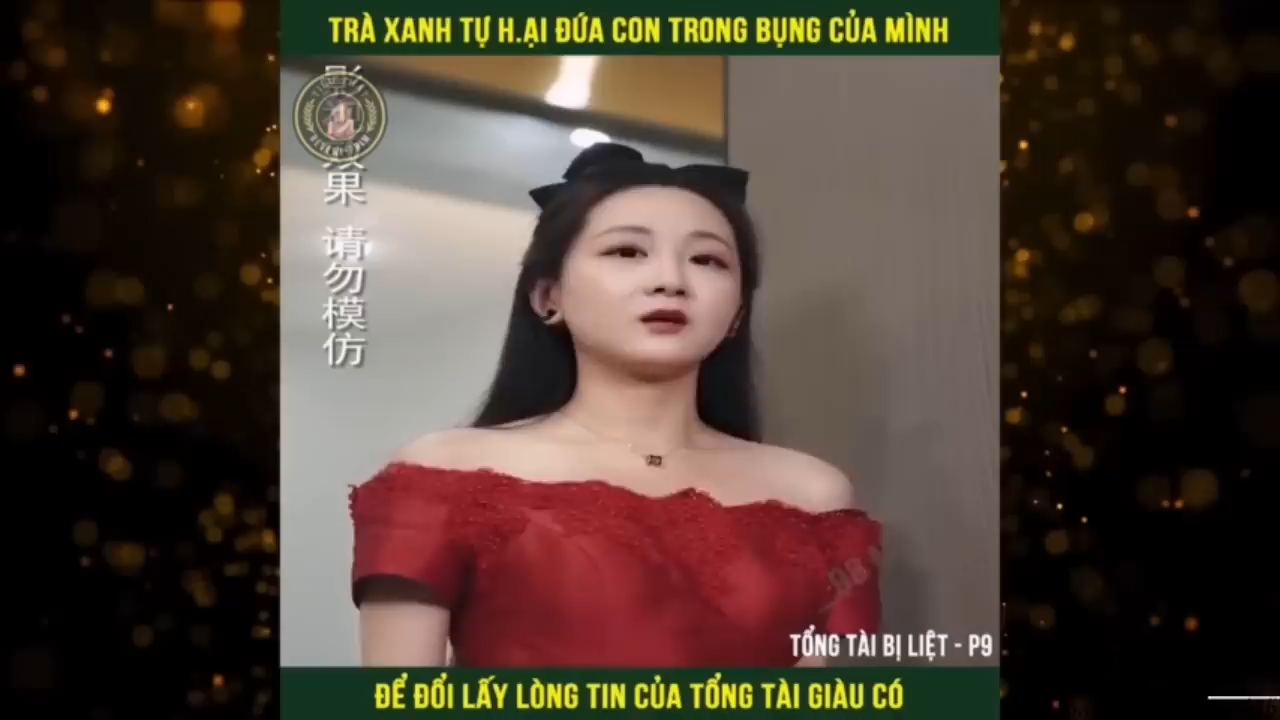 TRÀ XANH TỰ H.ẠI ĐỨA CON TRONG BỤNG CỦA MÌNH
果 请勿模仿
TỔNG TÀI BỊ LIỆT - P9
ĐỂ ĐỔI LẤY LÒNG TIN CỦA TỔNG TÀI GIÀU CÓ